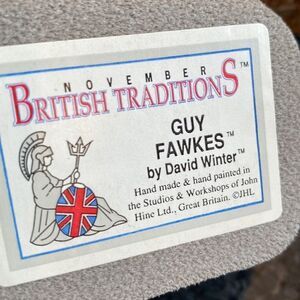 NOVEMBER
BRITISH TRADITIONS™
GUY
FAWKES™
by David Winter™
Hand made & hand painted in
the Studios & Workshops of John
Hine Ltd., Great Britain. ©JHL